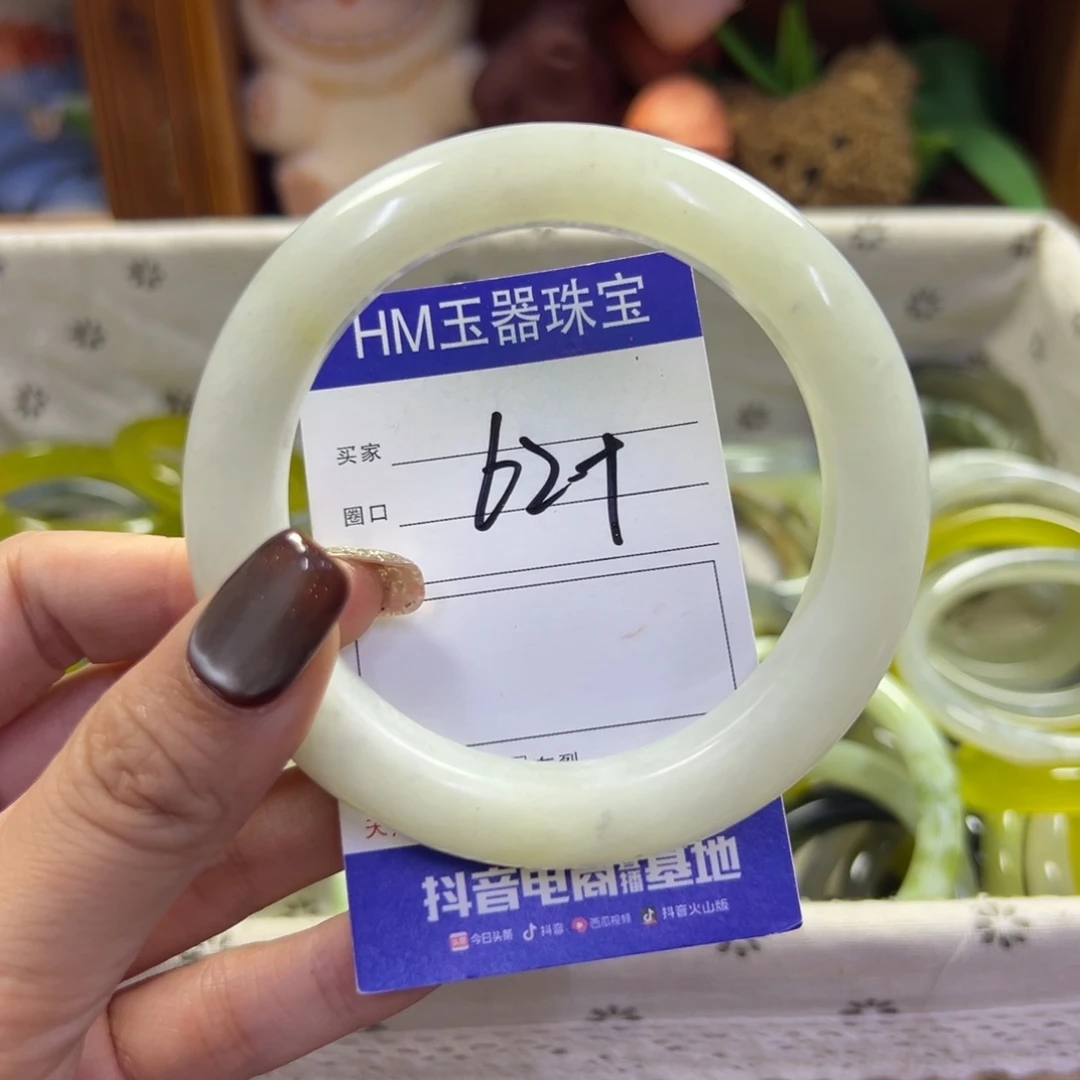 HM玉器珠宝
买家
圈口
62+
抖音电商直播基地
今日头条 抖音 西瓜视频 抖音火山版